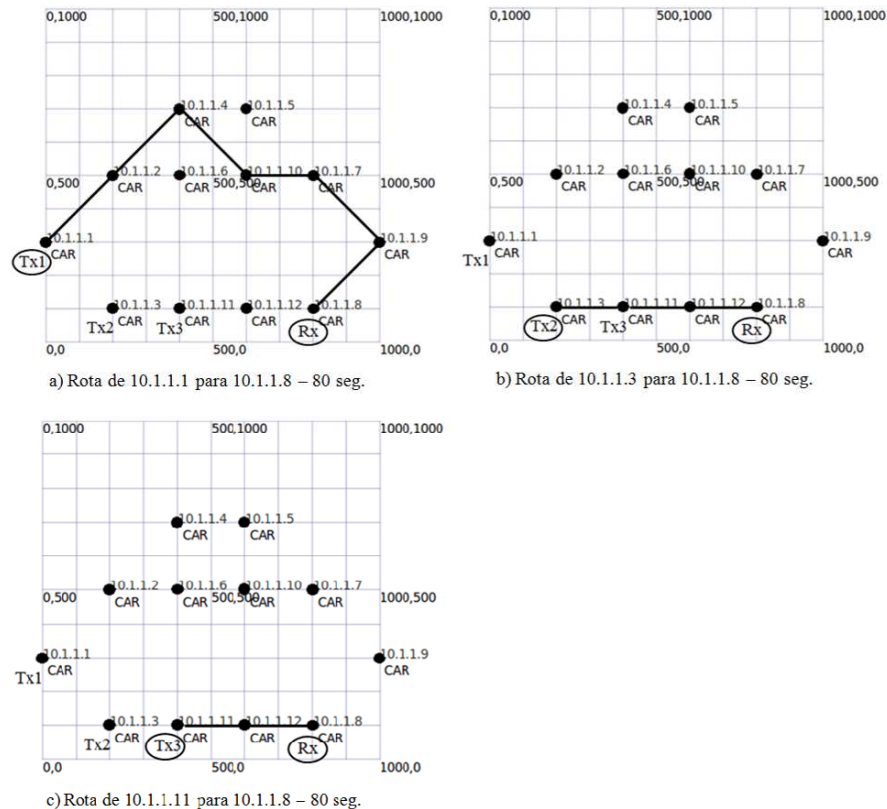 0,1000
500,1000
1000,1000
10.1.1.4
CAR
10.1.1.5
CAR
10.1.1.2
CAR
10.1.1.6
CAR
10.1.1.10
CAR
10.1.1.7
CAR
0,500
500,500
1000,500
10.1.1.1
CAR
Tx1
10.1.1.9
CAR
10.1.1.3
CAR
Tx2
10.1.1.11
CAR
Tx3
10.1.1.12
CAR
10.1.1.8
CAR
Rx
0,0
500,0
1000,0
a) Rota de 10.1.1.1 para 10.1.1.8 – 80 seg.
0,1000
500,1000
1000,1000
10.1.1.4
CAR
10.1.1.5
CAR
10.1.1.2
CAR
10.1.1.6
CAR
10.1.1.10
CAR
10.1.1.7
CAR
0,500
500,500
1000,500
10.1.1.1
CAR
Tx1
10.1.1.9
CAR
10.1.1.3
CAR
Tx2
10.1.1.11
CAR
Tx3
10.1.1.12
CAR
10.1.1.8
CAR
Rx
0,0
500,0
1000,0
b) Rota de 10.1.1.3 para 10.1.1.8 – 80 seg.
0,1000
500,1000
1000,1000
10.1.1.4
CAR
10.1.1.5
CAR
10.1.1.2
CAR
10.1.1.6
CAR
10.1.1.10
CAR
10.1.1.7
CAR
0,500
500,500
1000,500
10.1.1.1
CAR
Tx1
10.1.1.9
CAR
10.1.1.3
CAR
Tx2
10.1.1.11
CAR
Tx3
10.1.1.12
CAR
10.1.1.8
CAR
Rx
0,0
500,0
1000,0
c) Rota de 10.1.1.11 para 10.1.1.8 – 80 seg.